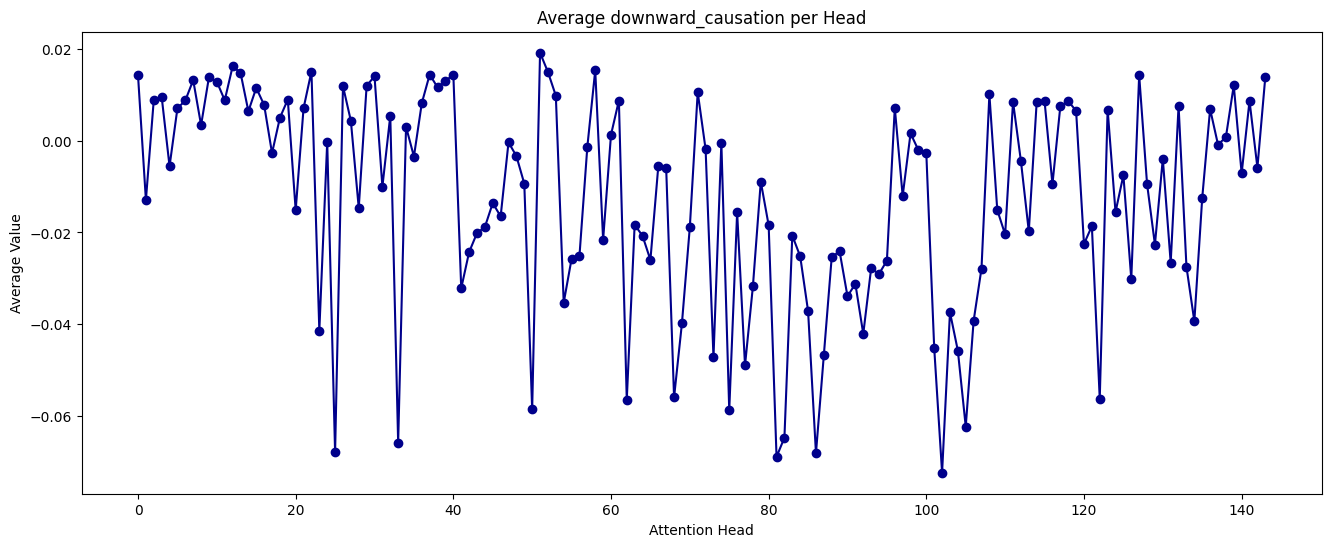 Average downward_causation per Head
Average Value
0.02
0.00
−0.02
−0.04
−0.06
0 20 40 60 80 100 120 140
Attention Head